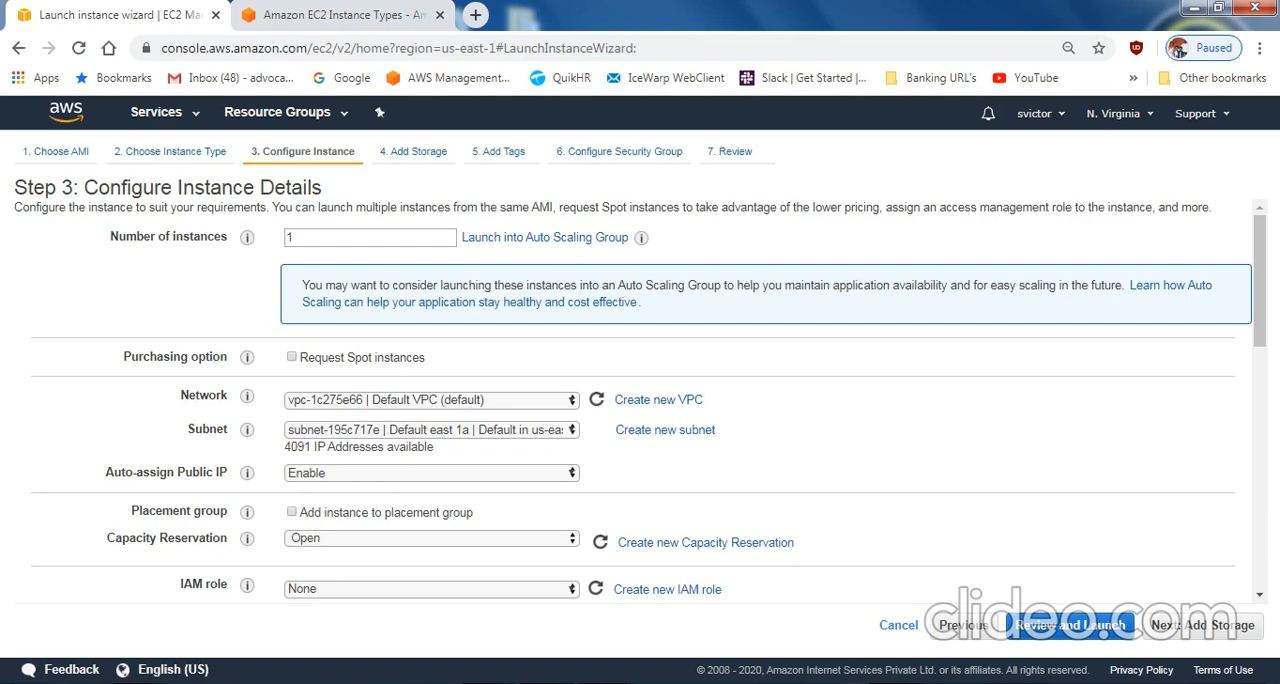 Launch instance wizard | EC2 Ma
Amazon EC2 Instance Types - Am
console.aws.amazon.com/ec2/v2/home?region=us-east-1#LaunchInstanceWizard:
Paused
Apps
Bookmarks
Inbox (48) - advoca...
Google
AWS Management...
QuikHR
IceWarp WebClient
Slack | Get Started |...
Banking URL's
YouTube
»
Other bookmarks
aws
Services
Resource Groups
svictor
N. Virginia
Support
1. Choose AMI
2. Choose Instance Type
3. Configure Instance
4. Add Storage
5. Add Tags
6. Configure Security Group
7. Review
Step 3: Configure Instance Details
Configure the instance to suit your requirements. You can launch multiple instances from the same AMI, request Spot instances to take advantage of the lower pricing, assign an access management role to the instance, and more.
Number of instances
1
Launch into Auto Scaling Group
You may want to consider launching these instances into an Auto Scaling Group to help you maintain application availability and for easy scaling in the future. Learn how Auto
Scaling can help your application stay healthy and cost effective.
Purchasing option
Request Spot instances
Network
vpc-1c275e66 | Default VPC (default)
Create new VPC
Subnet
subnet-195c717e | Default east 1a | Default in us-eas
Create new subnet
4091 IP Addresses available
Auto-assign Public IP
Enable
Placement group
Add instance to placement group
Capacity Reservation
Open
Create new Capacity Reservation
IAM role
None
Create new IAM role
Cancel
Previous
Review and Launch
Next: Add Storage
clideo.com
Feedback
English (US)
© 2008 - 2020, Amazon Internet Services Private Ltd. or its affiliates. All rights reserved.
Privacy Policy
Terms of Use